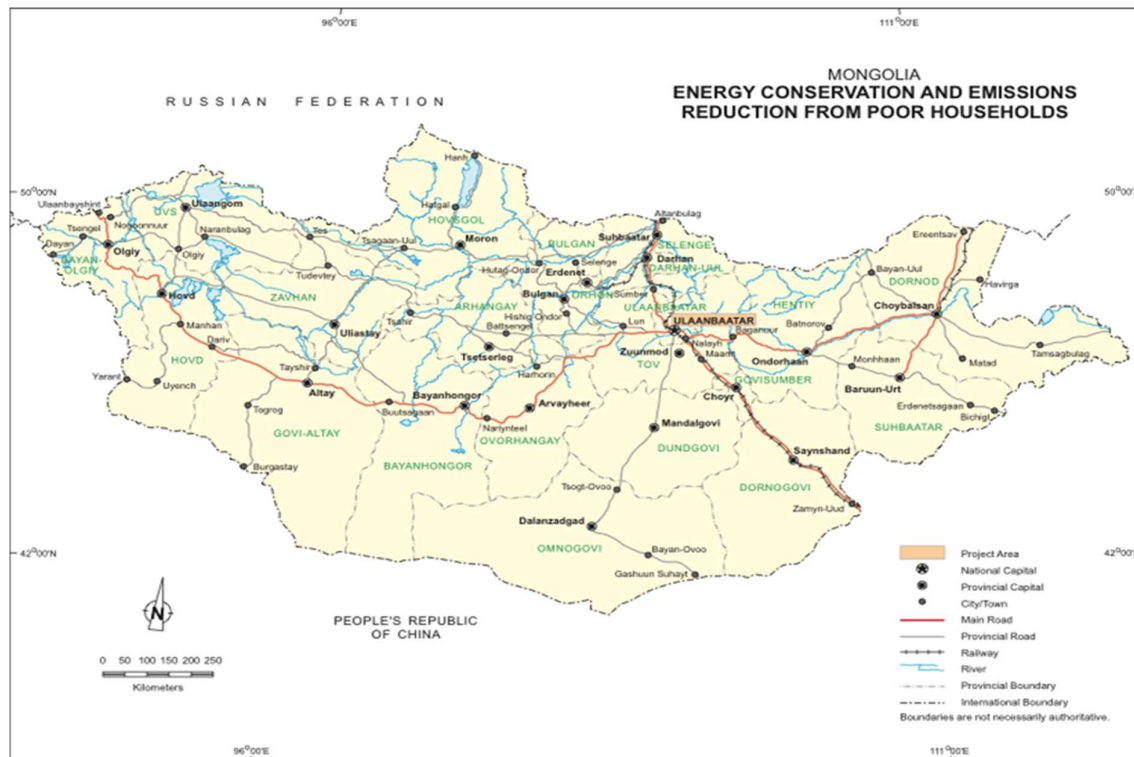 96°00'E
111°00'E
MONGOLIA
ENERGY CONSERVATION AND EMISSIONS
REDUCTION FROM POOR HOUSEHOLDS
RUSSIAN FEDERATION
50°00'N
50°00'N
Hanh
Ulaanbayshint
Ulaangom
UVS
Nogoonnuur
Tsengel
Naranbulag
Dayan
Olgiy
Olgiy
BAYAN-
OLGIY
Tes
Tsagaan-Uul
Tudevley
Hatgal
HOVSGOL
Moron
BULGAN
Hutag-Ondor
Erdenet
Selenge
Altanbulag
Suhbaatar
SELENGE
Darhan
DARHAN-UUL
Ereentsav
Bayan-Uul
DORNOD
Havirga
Choybalsan
Hovd
ZAVHAN
ARHANGAY
Bulgan
ORHON
Sumber
ULAANBAATAR
HENTIY
Manhan
Uliastay
Tsahir
Hishig Ondor
Battsengel
Lun
ULAANBAATAR
Baganuur
Batnorov
Dariv
HOVD
Tsetserleg
Zuunmod
Nalayh
Maant
TOV
Ondorhaan
Monhhaan
Matad
Tamsagbulag
Yarant
Uyench
Tayshir
Altay
Harhorin
GOVISUMBER
Choyr
Baruun-Urt
Togrog
Buutsagaan
Bayanhongor
Arvayheer
Nariynteel
Erdenetsagaan
Bichigt
GOVI-ALTAY
OVORHANGAY
Mandalgovi
DUNDGOVI
SUHBAATAR
Burgastay
BAYANHONGOR
Saynshand
Tsogt-Ovoo
DORNOGOVI
Zamyn-Uud
Dalanzadgad
42°00'N
42°00'N
OMNOGOVI
Bayan-Ovoo
Gashuun Suhayt
Project Area
National Capital
Provincial Capital
City/Town
Main Road
Provincial Road
Railway
River
Provincial Boundary
International Boundary
Boundaries are not necessarily authoritative.
N
PEOPLE'S REPUBLIC
OF CHINA
0 50 100 150 200 250
Kilometers
96°00'E
111°00'E